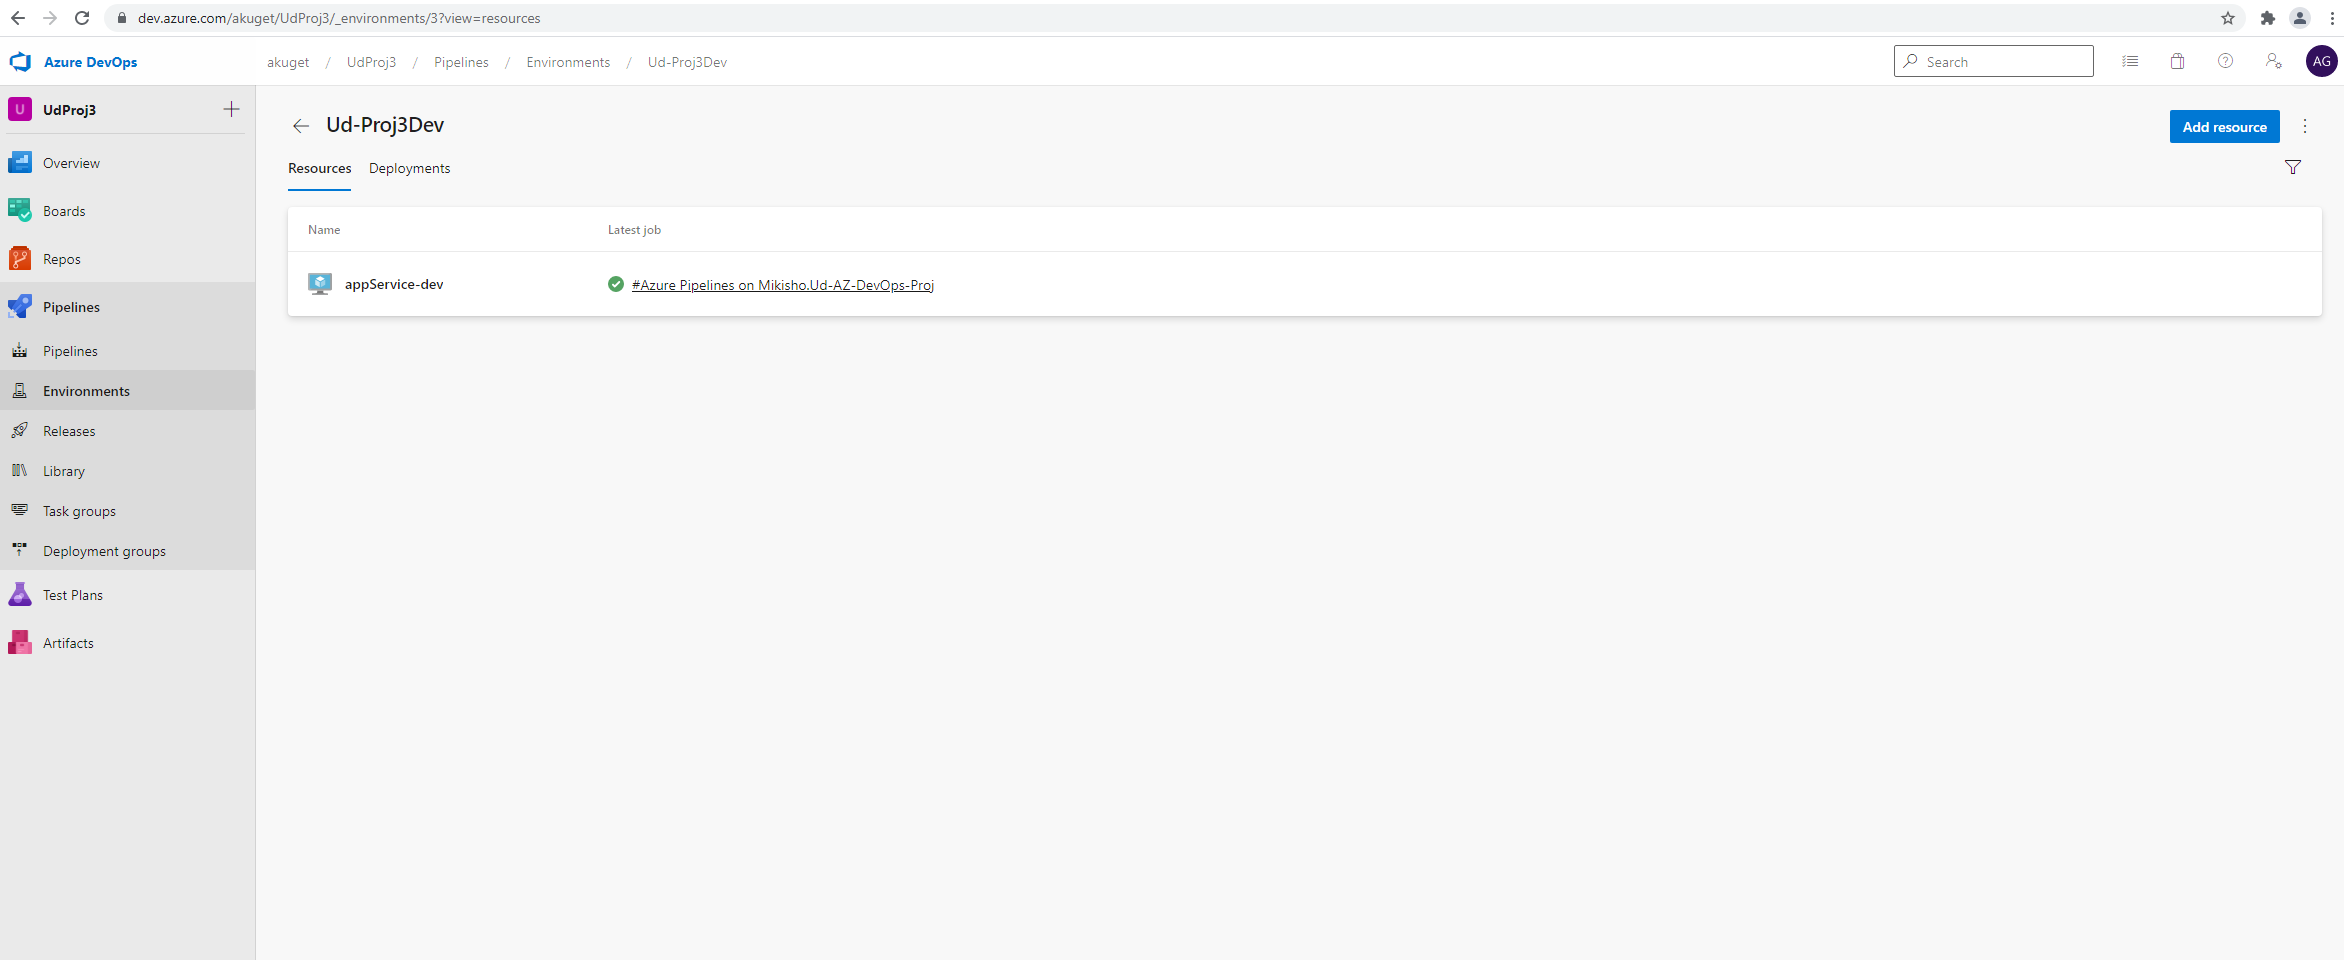 dev.azure.com/akuget/UdProj3/_environments/3?view=resources
Azure DevOps
akuget / UdProj3 / Pipelines / Environments / Ud-Proj3Dev
Search
AG
U UdProj3
Overview
Boards
Repos
Pipelines
Pipelines
Environments
Releases
Library
Task groups
Deployment groups
Test Plans
Artifacts
Ud-Proj3Dev
Add resource
Resources Deployments
Name Latest job
appService-dev #Azure Pipelines on Mikisho.Ud-AZ-DevOps-Proj